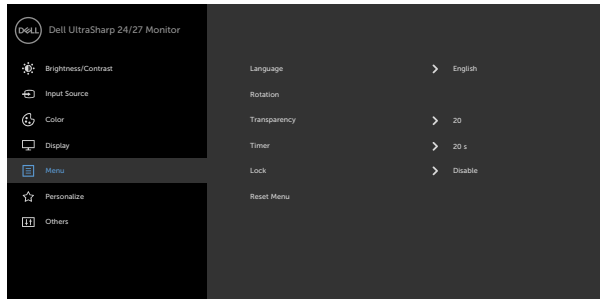 DELL Dell UltraSharp 24/27 Monitor
Brightness/Contrast
Input Source
Color
Display
Menu
Personalize
Others
Language English
Rotation
Transparency 20
Timer 20 s
Lock Disable
Reset Menu